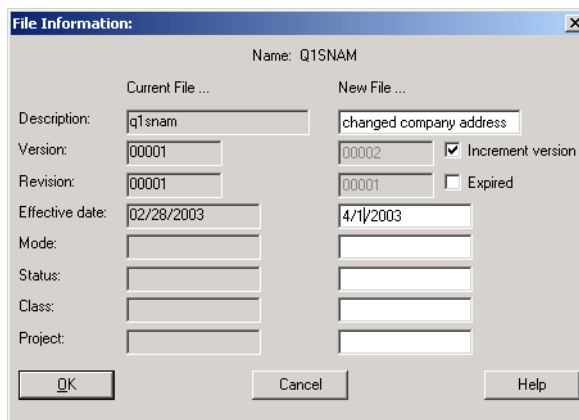 File Information:
Name: Q1SNAM
Current File ... New File ...
Description: q1snam changed company address
Version: 00001 00002 Increment version
Revision: 00001 00001 Expired
Effective date: 02/28/2003 4/1/2003
Mode:
Status:
Class:
Project:
OK Cancel Help